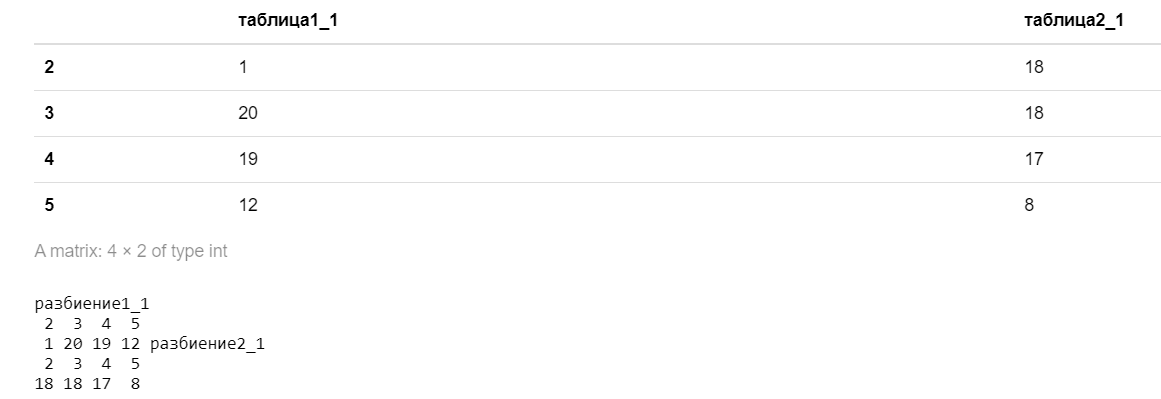 таблица1_1 таблица2_1
2 1 18
3 20 18
4 19 17
5 12 8
A matrix: 4 × 2 of type int
разбиение1_1
2 3 4 5
1 20 19 12 разбиение2_1
2 3 4 5
18 18 17 8